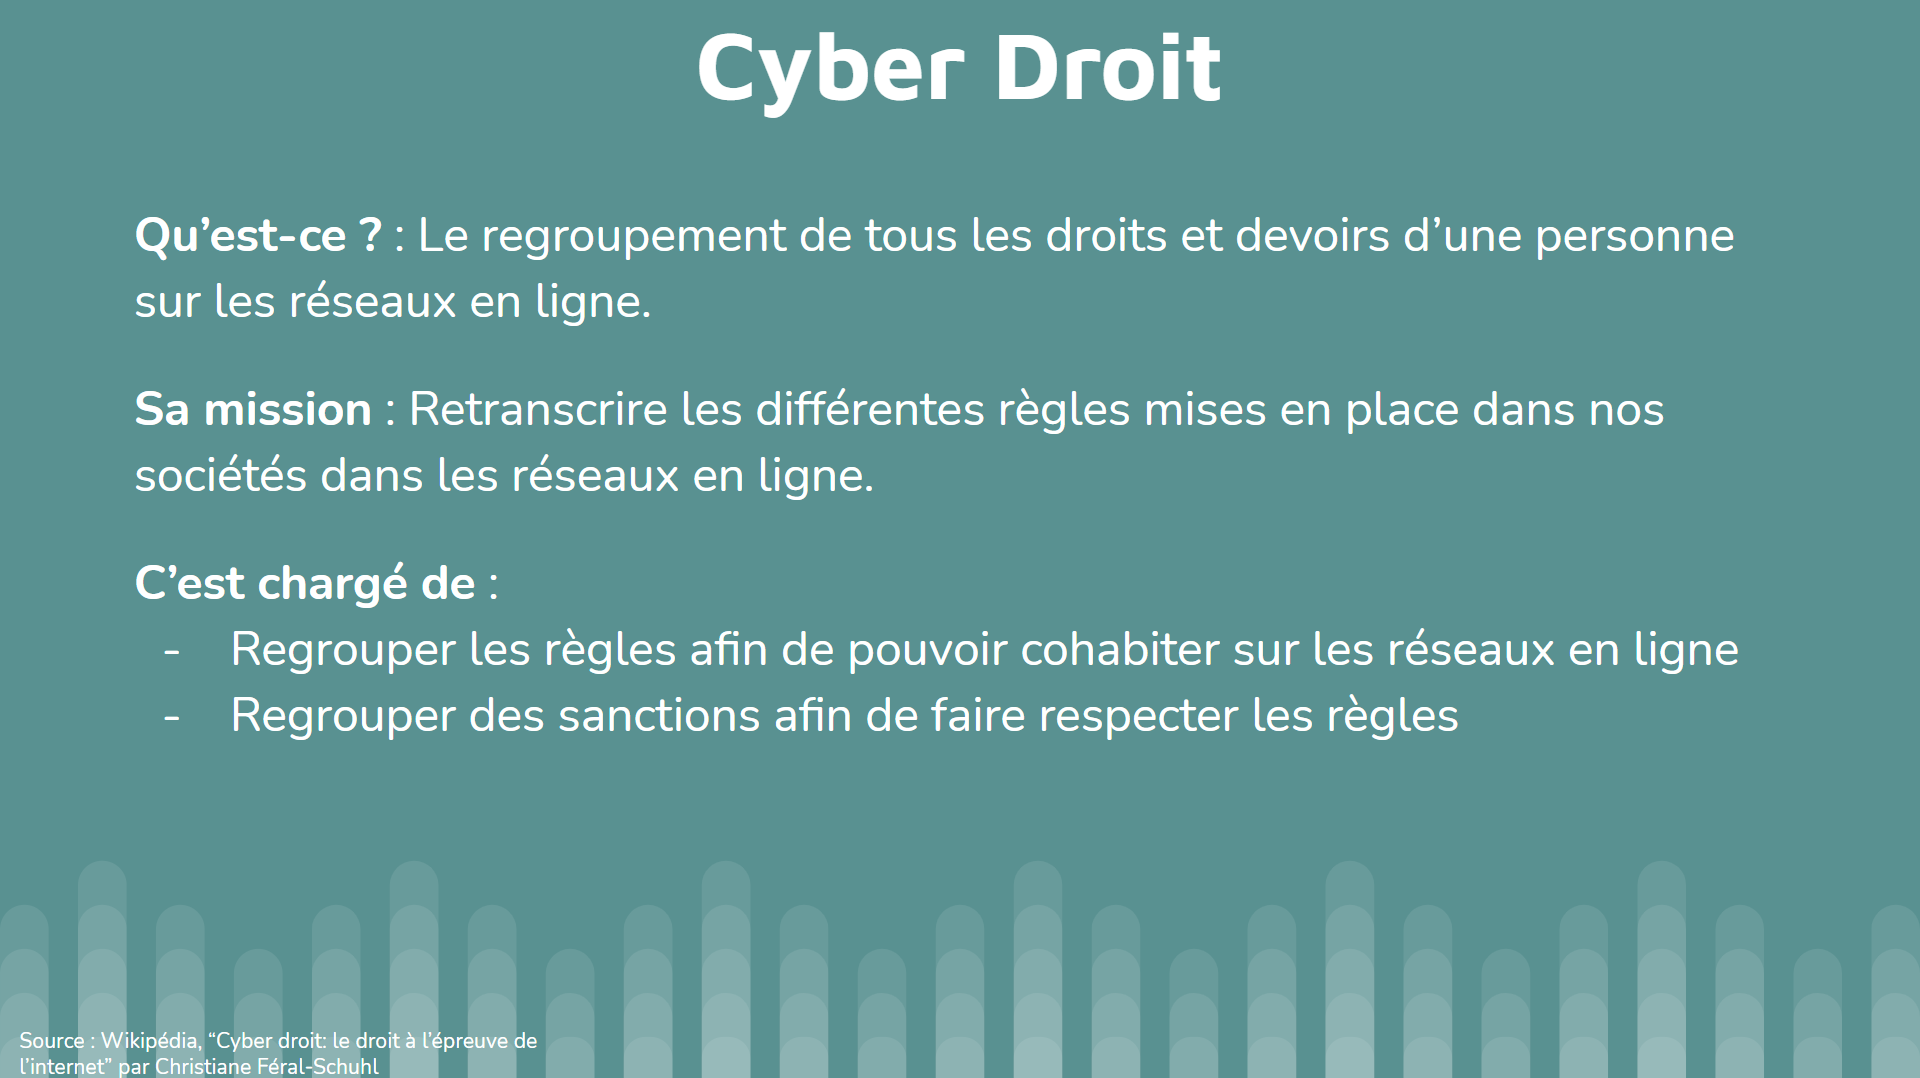 Cyber Droit
Qu’est-ce ? : Le regroupement de tous les droits et devoirs d’une personne
sur les réseaux en ligne.
Sa mission : Retranscrire les différentes règles mises en place dans nos
sociétés dans les réseaux en ligne.
C’est chargé de :
- Regrouper les règles afin de pouvoir cohabiter sur les réseaux en ligne
- Regrouper des sanctions afin de faire respecter les règles
Source : Wikipédia, “Cyber droit: le droit à l’épreuve de
l’internet” par Christiane Féral-Schuhl